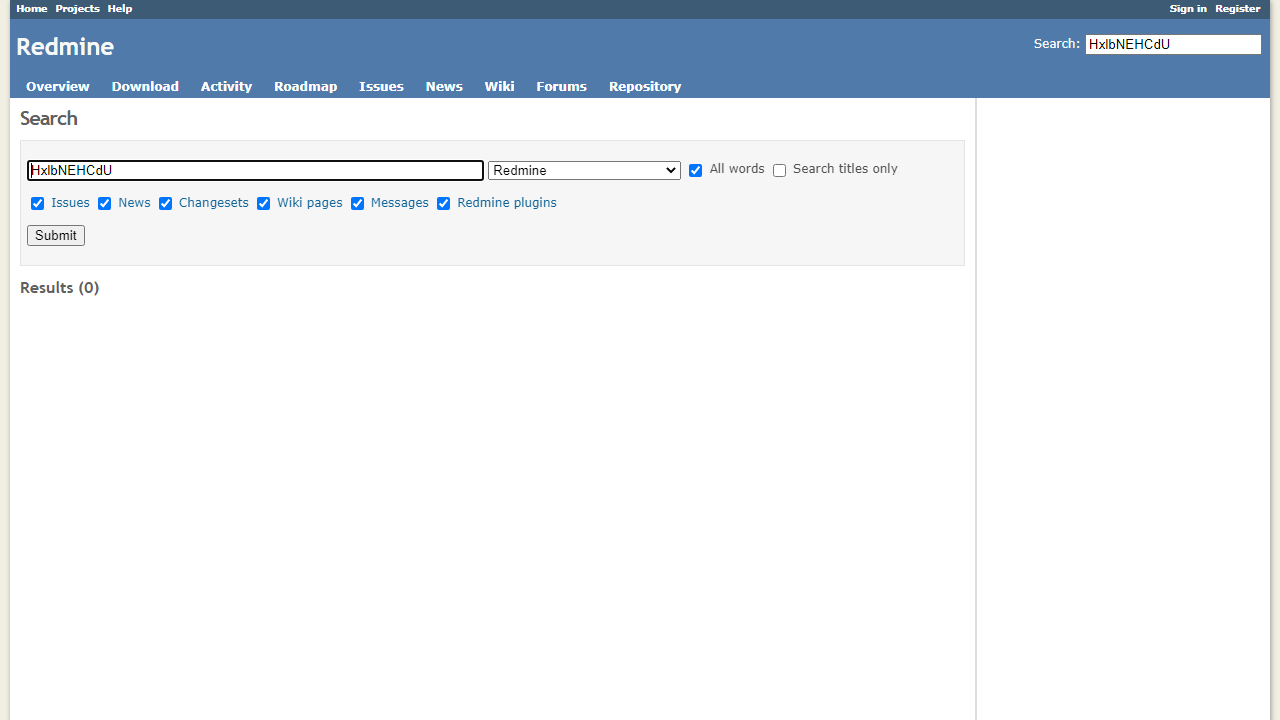 Home Projects Help Sign in Register
Redmine
Search: HxlbNEHCdU
Overview Download Activity Roadmap Issues News Wiki Forums Repository
Search
HxlbNEHCdU Redmine All words Search titles only
Issues News Changesets Wiki pages Messages Redmine plugins
Submit
Results (0)